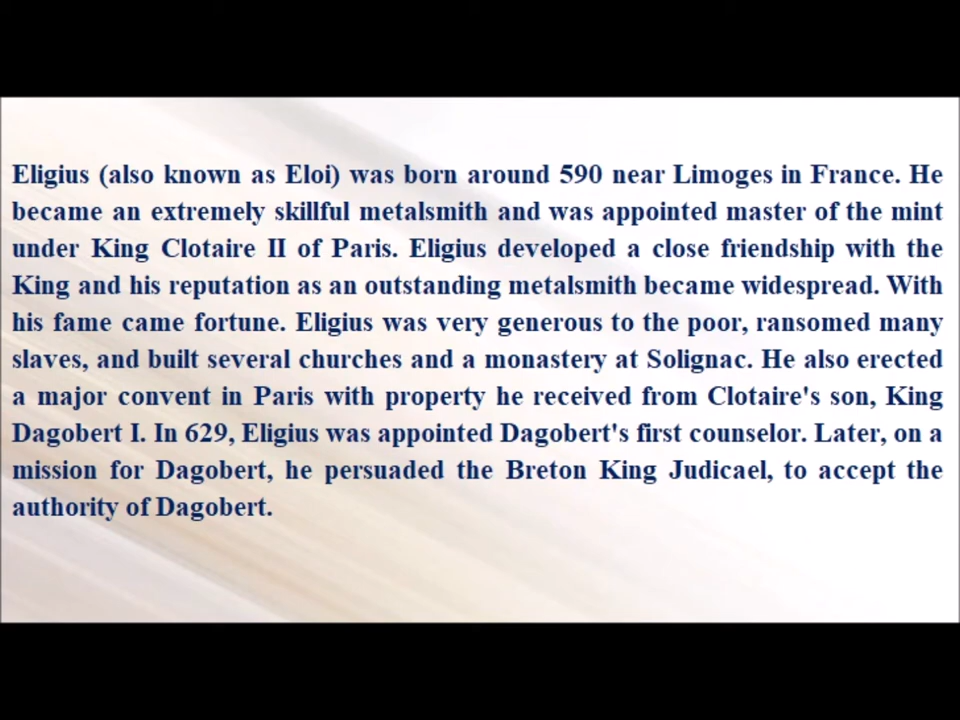 Eligius (also known as Eloi) was born around 590 near Limoges in France. He
became an extremely skillful metalsmith and was appointed master of the mint
under King Clotaire II of Paris. Eligius developed a close friendship with the
King and his reputation as an outstanding metalsmith became widespread. With
his fame came fortune. Eligius was very generous to the poor, ransomed many
slaves, and built several churches and a monastery at Solignac. He also erected
a major convent in Paris with property he received from Clotaire's son, King
Dagobert I. In 629, Eligius was appointed Dagobert's first counselor. Later, on a
mission for Dagobert, he persuaded the Breton King Judicael, to accept the
authority of Dagobert.